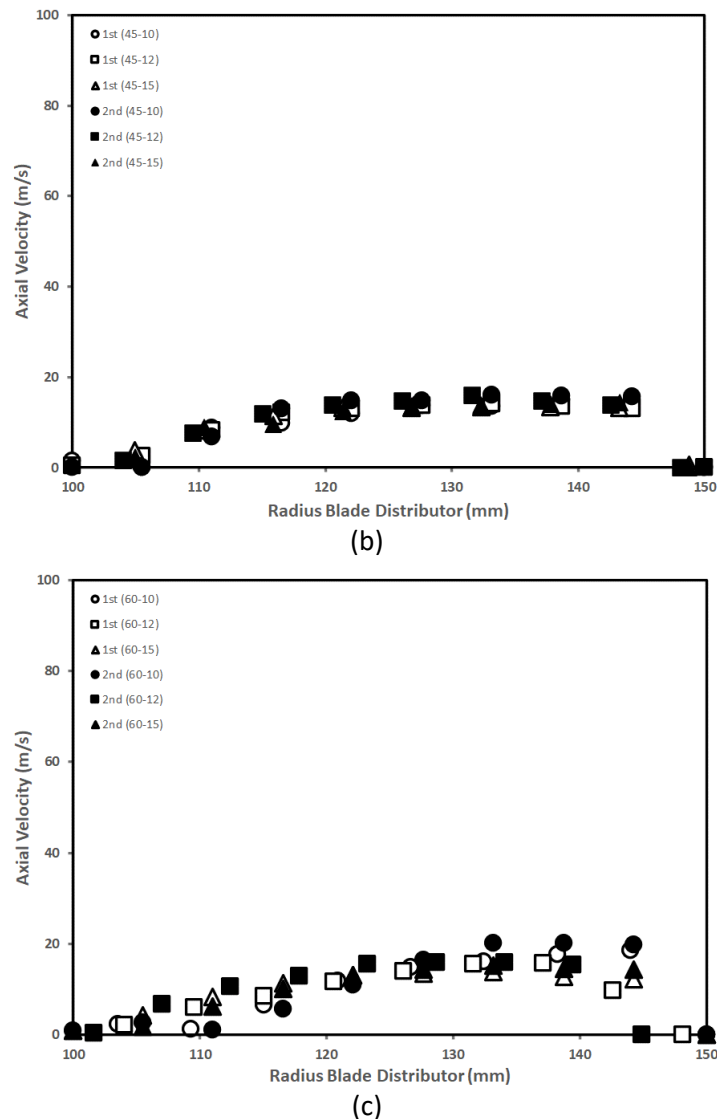 100
80
60
40
20
0
Axial Velocity (m/s)
1st (45-10)
1st (45-12)
1st (45-15)
2nd (45-10)
2nd (45-12)
2nd (45-15)
100 110 120 130 140 150
Radius Blade Distributor (mm)
(b)
100
80
60
40
20
0
Axial Velocity (m/s)
1st (60-10)
1st (60-12)
1st (60-15)
2nd (60-10)
2nd (60-12)
2nd (60-15)
100 110 120 130 140 150
Radius Blade Distributor (mm)
(c)